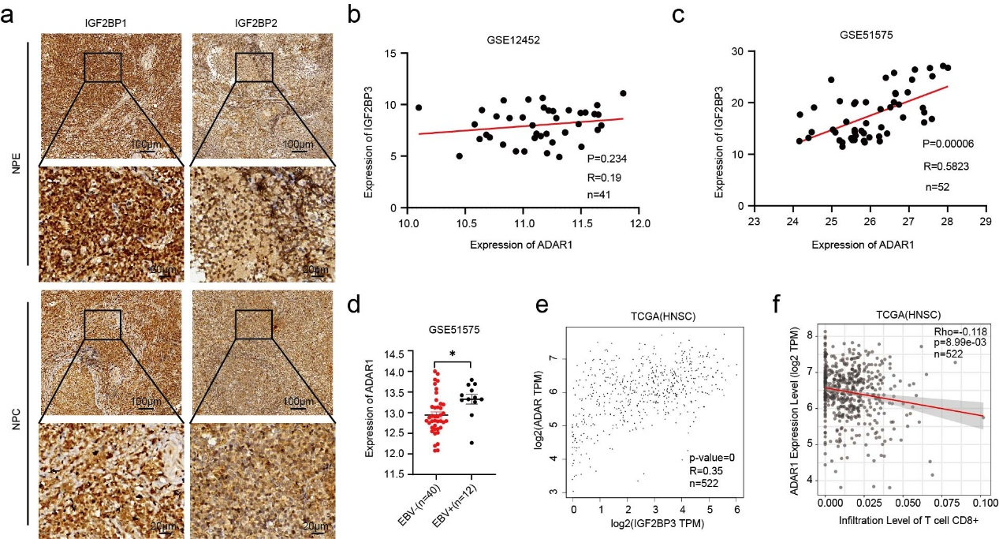 a
IGF2BP1
IGF2BP2
NPE
100µm
100µm
20µm
20µm
NPC
100µm
100µm
20µm
20µm
b
GSE12452
Expression of IGF2BP3
15
10
5
0
10.0
10.5
11.0
11.5
12.0
P=0.234
R=0.19
n=41
Expression of ADAR1
c
GSE51575
Expression of IGF2BP3
30
20
10
0
23
24
25
26
27
28
29
P=0.00006
R=0.5823
n=52
Expression of ADAR1
d
GSE51575
Expression of ADAR1
14.5
14.0
13.5
13.0
12.5
12.0
11.5
*
EBV-(n=40)
EBV+(n=12)
e
TCGA(HNSC)
log2(ADAR TPM)
7
6
5
4
3
0
1
2
3
4
5
6
p-value=0
R=0.35
n=522
log2(IGF2BP3 TPM)
f
TCGA(HNSC)
ADAR1 Expression Level (log2 TPM)
8
7
6
5
4
0.000
0.025
0.050
0.075
0.100
Rho=-0.118
p=8.99e-03
n=522
Infiltration Level of T cell CD8+